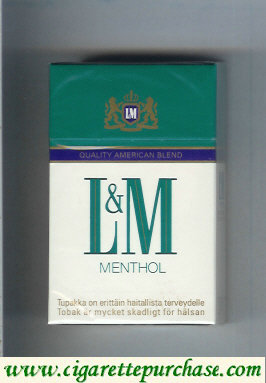 LM
QUALITY AMERICAN BLEND
L&M
MENTHOL
Tupakka on erittäin haitallista terveydelle
Tobak är mycket skadligt för hälsan
www.cigarettepurchase.com